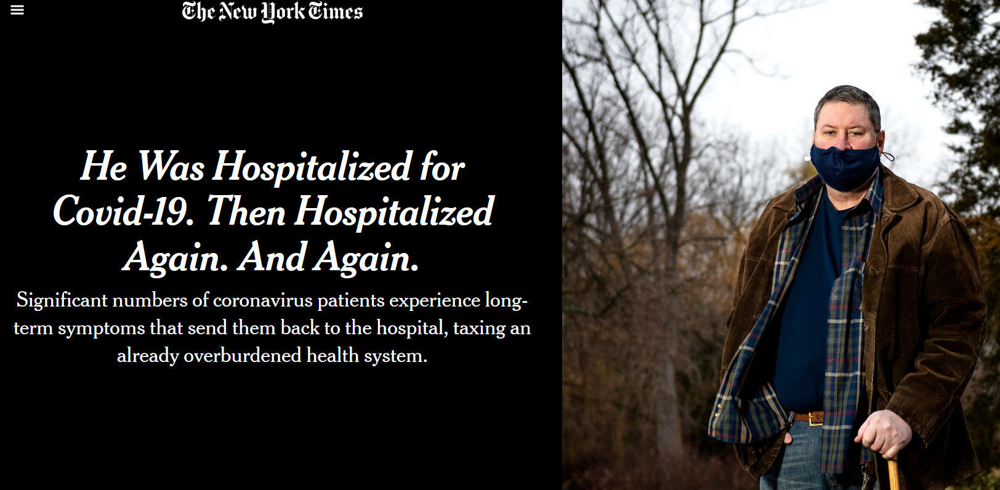 The New York Times
He Was Hospitalized for
Covid-19. Then Hospitalized
Again. And Again.
Significant numbers of coronavirus patients experience long-
term symptoms that send them back to the hospital, taxing an
already overburdened health system.